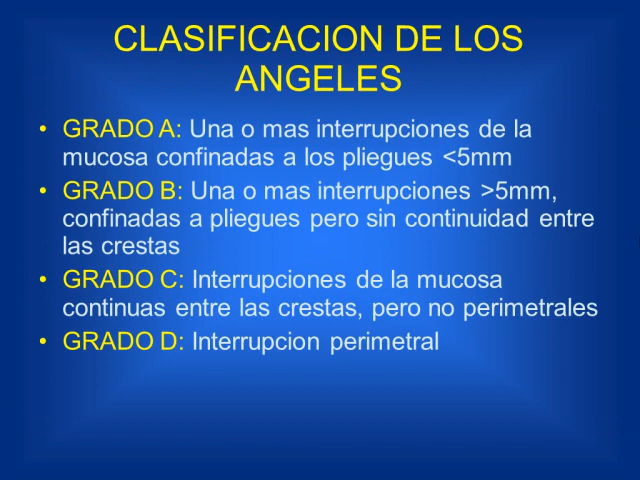 CLASIFICACION DE LOS
ANGELES
• GRADO A: Una o mas interrupciones de la
mucosa confinadas a los pliegues <5mm
• GRADO B: Una o mas interrupciones >5mm,
confinadas a pliegues pero sin continuidad entre
las crestas
• GRADO C: Interrupciones de la mucosa
continuas entre las crestas, pero no perimetrales
• GRADO D: Interrupcion perimetral